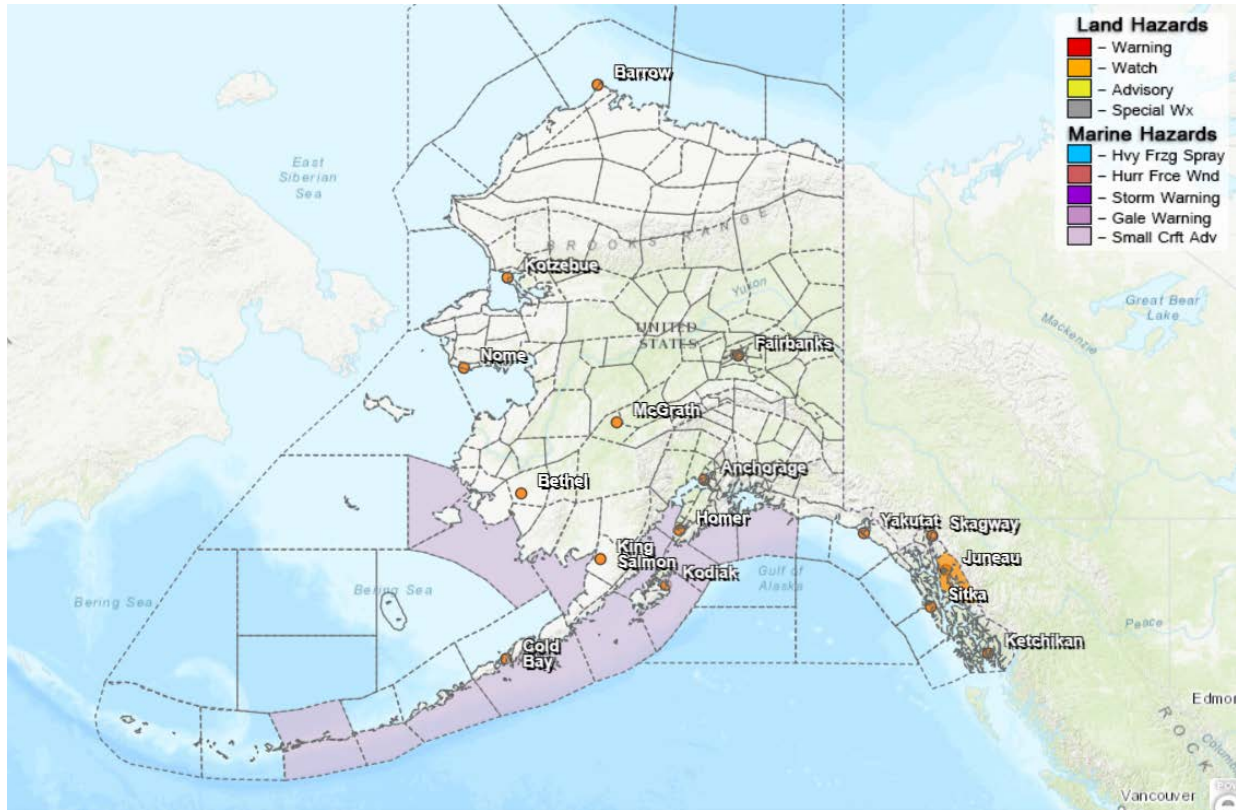 Land Hazards
– Warning
– Watch
– Advisory
– Special Wx
Marine Hazards
– Hvy Frzg Spray
– Hurr Frce Wnd
– Storm Warning
– Gale Warning
– Small Crft Adv
Barrow
East
Siberian
Sea
BROOKS RANGE
Kotzebue
Yukon
Great Bear
Lake
Mackenzie
UNITED
STATES
Fairbanks
Nome
McGrath
Anchorage
Bethel
Homer
Yakutat
Skagway
King
Salmon
Kodiak
Gulf of
Alaska
Juneau
Sitka
Bering Sea
Bering Sea
Peace
Cold
Bay
Ketchikan
Edmon
ROCK
Columbia
Vancouver